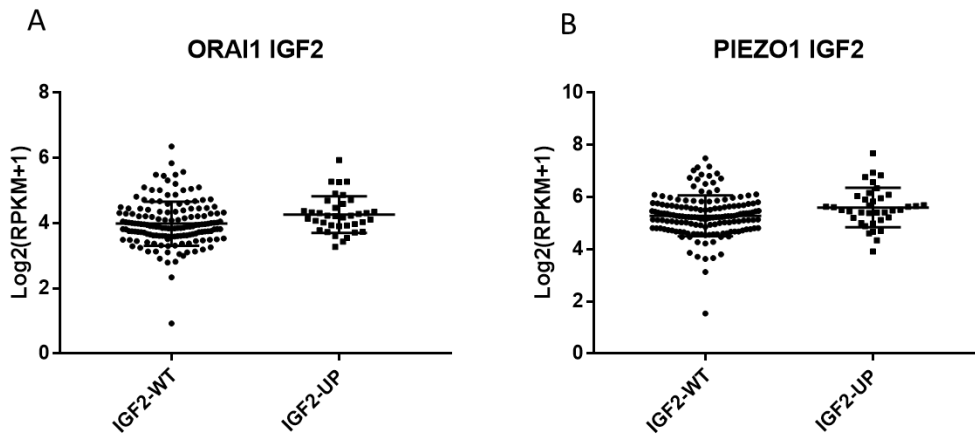 A
ORAI1 IGF2
Log2(RPKM+1)
8
6
4
2
0
IGF2-WT
IGF2-UP
B
PIEZO1 IGF2
Log2(RPKM+1)
10
8
6
4
2
0
IGF2-WT
IGF2-UP